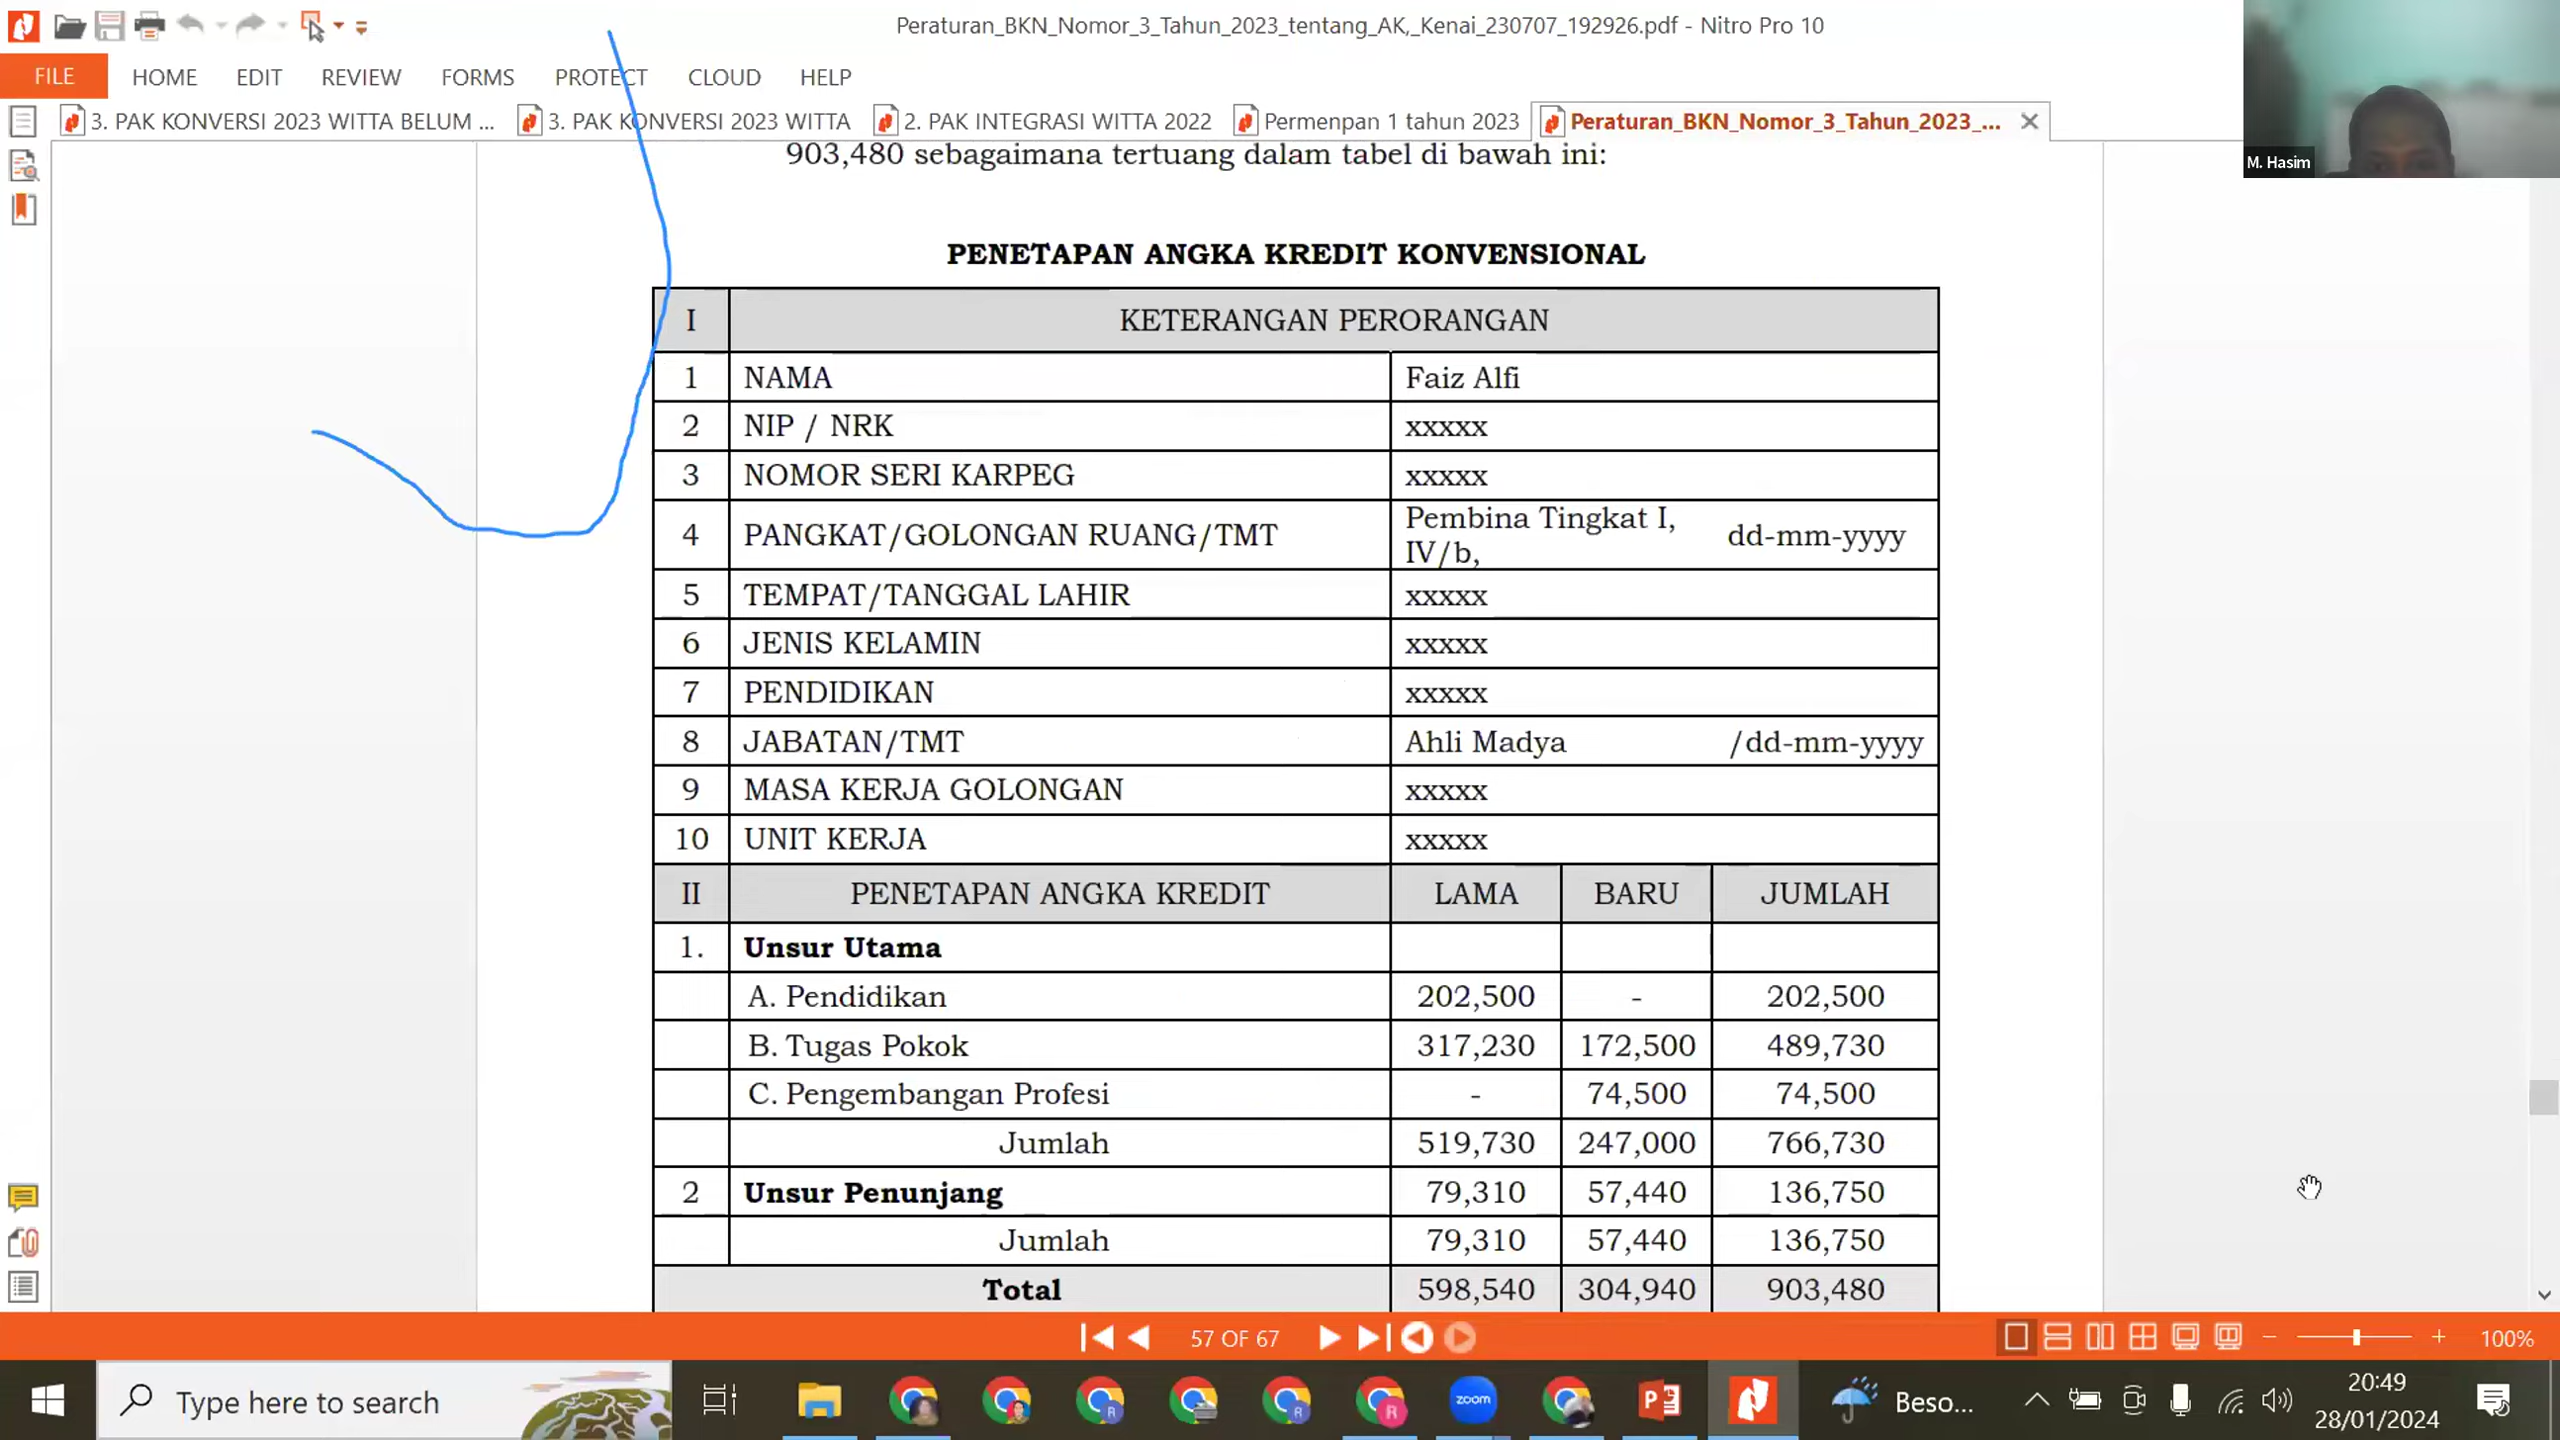 Peraturan_BKN_Nomor_3_Tahun_2023_tentang_AK,_Kenai_230707_192926.pdf - Nitro Pro 10
FILE HOME EDIT REVIEW FORMS PROTECT CLOUD HELP
3. PAK KONVERSI 2023 WITTA BELUM ... 3. PAK KONVERSI 2023 WITTA 2. PAK INTEGRASI WITTA 2022 Permenpan 1 tahun 2023 Peraturan_BKN_Nomor_3_Tahun_2023_...
M. Hasim
903,480 sebagaimana tertuang dalam tabel di bawah ini:
PENETAPAN ANGKA KREDIT KONVENSIONAL
I KETERANGAN PERORANGAN
1 NAMA Faiz Alfi
2 NIP / NRK xxxxx
3 NOMOR SERI KARPEG xxxxx
4 PANGKAT/GOLONGAN RUANG/TMT Pembina Tingkat I, IV/b, dd-mm-yyyy
5 TEMPAT/TANGGAL LAHIR xxxxx
6 JENIS KELAMIN xxxxx
7 PENDIDIKAN xxxxx
8 JABATAN/TMT Ahli Madya /dd-mm-yyyy
9 MASA KERJA GOLONGAN xxxxx
10 UNIT KERJA xxxxx
II PENETAPAN ANGKA KREDIT LAMA BARU JUMLAH
1. Unsur Utama
A. Pendidikan 202,500 - 202,500
B. Tugas Pokok 317,230 172,500 489,730
C. Pengembangan Profesi - 74,500 74,500
Jumlah 519,730 247,000 766,730
2 Unsur Penunjang 79,310 57,440 136,750
Jumlah 79,310 57,440 136,750
Total 598,540 304,940 903,480
57 OF 67
100%
Type here to search
zoom
Beso...
20:49
28/01/2024